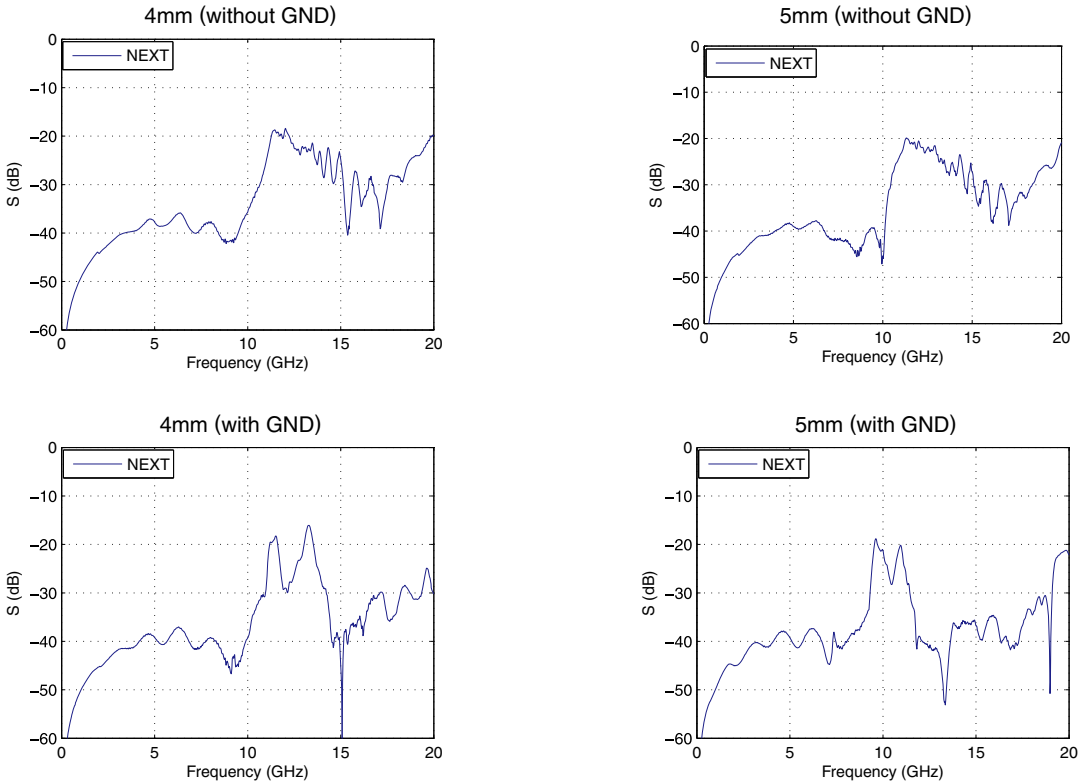 4mm (without GND)
0
NEXT
−10
−20
−30
−40
−50
−60
S (dB)
0 5 10 15 20
Frequency (GHz)
5mm (without GND)
0
NEXT
−10
−20
−30
−40
−50
−60
S (dB)
0 5 10 15 20
Frequency (GHz)
4mm (with GND)
0
NEXT
−10
−20
−30
−40
−50
−60
S (dB)
0 5 10 15 20
Frequency (GHz)
5mm (with GND)
0
NEXT
−10
−20
−30
−40
−50
−60
S (dB)
0 5 10 15 20
Frequency (GHz)